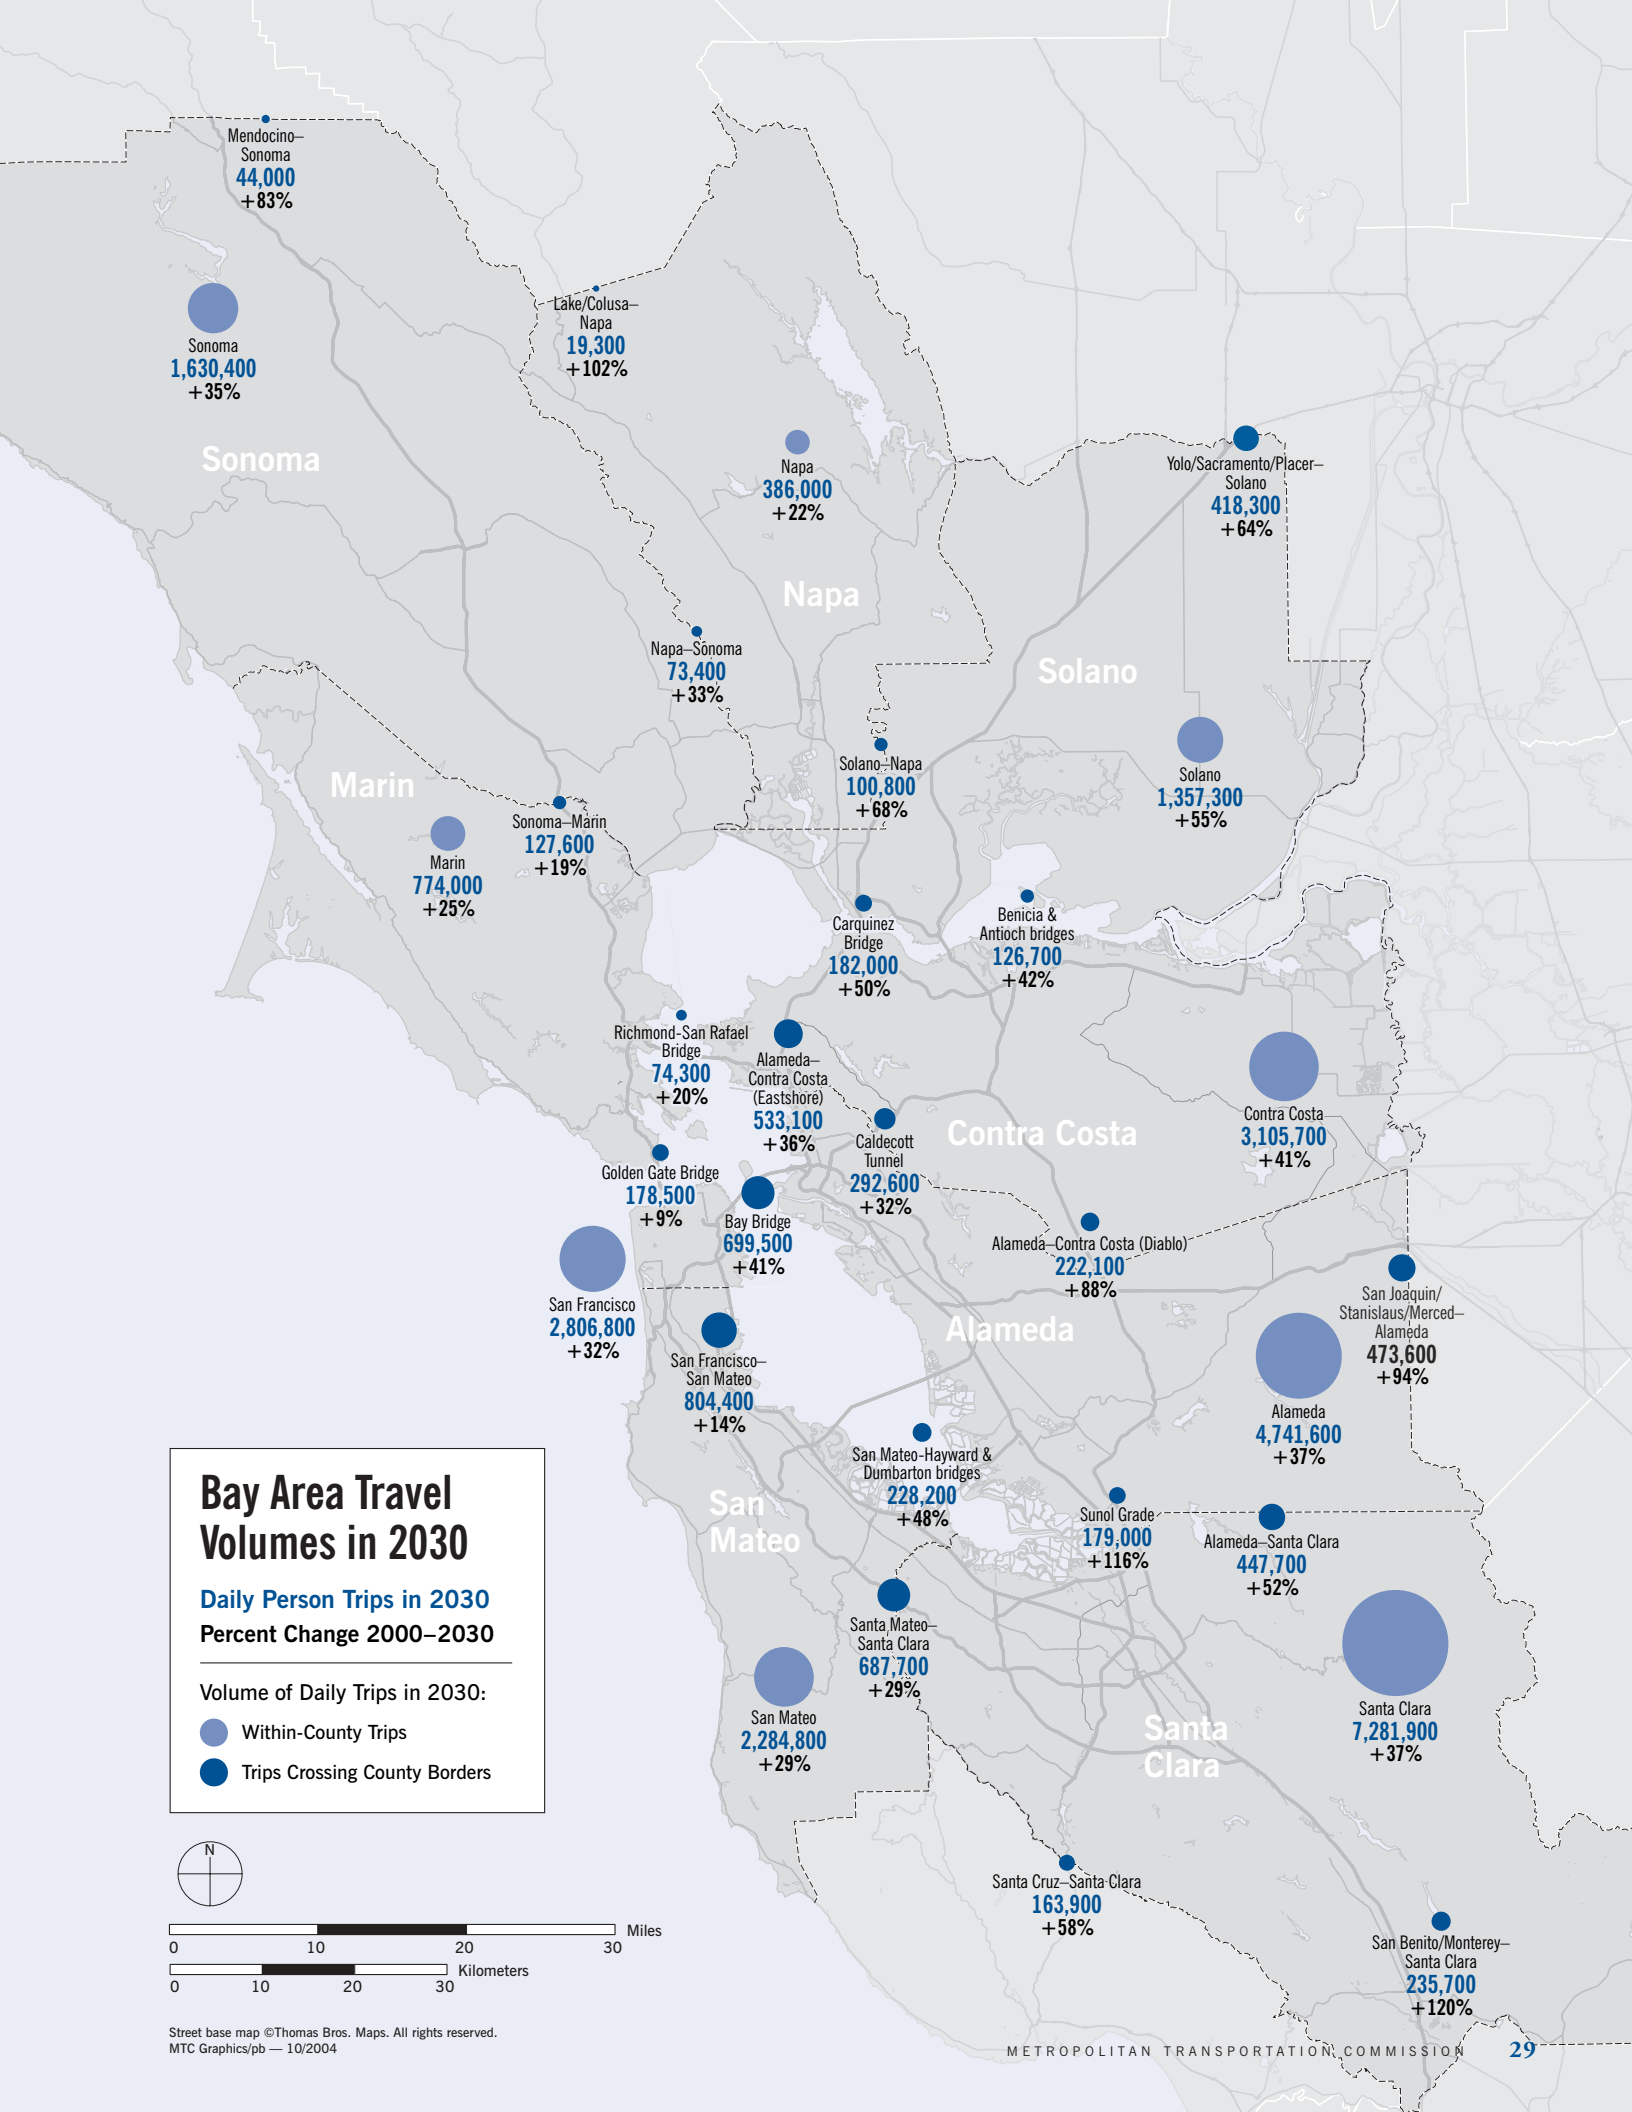 Mendocino–
Sonoma
44,000
+83%
Sonoma
1,630,400
+35%
Lake/Colusa–
Napa
19,300
+102%
Sonoma
Napa
386,000
+22%
Yolo/Sacramento/Placer–
Solano
418,300
+64%
Napa
Napa–Sonoma
73,400
+33%
Solano
Solano–Napa
100,800
+68%
Solano
1,357,300
+55%
Marin
Sonoma–Marin
127,600
+19%
Marin
774,000
+25%
Carquinez
Bridge
182,000
+50%
Benicia &
Antioch bridges
126,700
+42%
Richmond-San Rafael
Bridge
74,300
+20%
Alameda–
Contra Costa
(Eastshore)
533,100
+36%
Caldecott
Tunnel
292,600
+32%
Contra Costa
Contra Costa
3,105,700
+41%
Golden Gate Bridge
178,500
+9%
Bay Bridge
699,500
+41%
Alameda–Contra Costa (Diablo)
222,100
+88%
San Francisco
2,806,800
+32%
San Francisco–
San Mateo
804,400
+14%
Alameda
San Joaquin/
Stanislaus/Merced–
Alameda
473,600
+94%
Alameda
4,741,600
+37%
San Mateo-Hayward &
Dumbarton bridges
228,200
+48%
San
Mateo
Sunol Grade
179,000
+116%
Alameda–Santa Clara
447,700
+52%
Santa Mateo–
Santa Clara
687,700
+29%
San Mateo
2,284,800
+29%
Santa
Clara
Santa Clara
7,281,900
+37%
Santa Cruz–Santa Clara
163,900
+58%
San Benito/Monterey–
Santa Clara
235,700
+120%
Bay Area Travel
Volumes in 2030
Daily Person Trips in 2030
Percent Change 2000–2030
Volume of Daily Trips in 2030:
Within-County Trips
Trips Crossing County Borders
N
0 10 20 30 Miles
0 10 20 30 Kilometers
Street base map ©Thomas Bros. Maps. All rights reserved.
MTC Graphics/pb — 10/2004
METROPOLITAN TRANSPORTATION COMMISSION 29